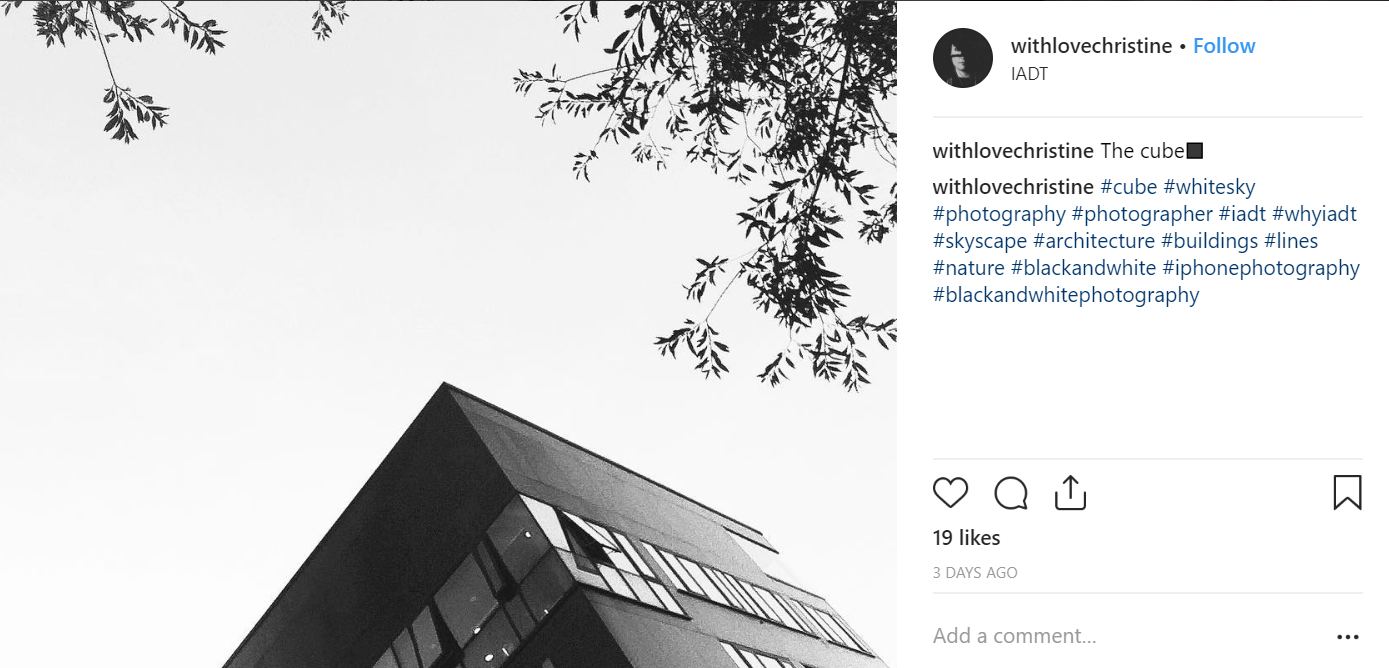 withlovechristine • Follow
IADT
withlovechristine The cube⬛
withlovechristine #cube #whitesky
#photography #photographer #iadt #whyiadt
#skyscape #architecture #buildings #lines
#nature #blackandwhite #iphonephotography
#blackandwhitephotography
19 likes
3 DAYS AGO
Add a comment...